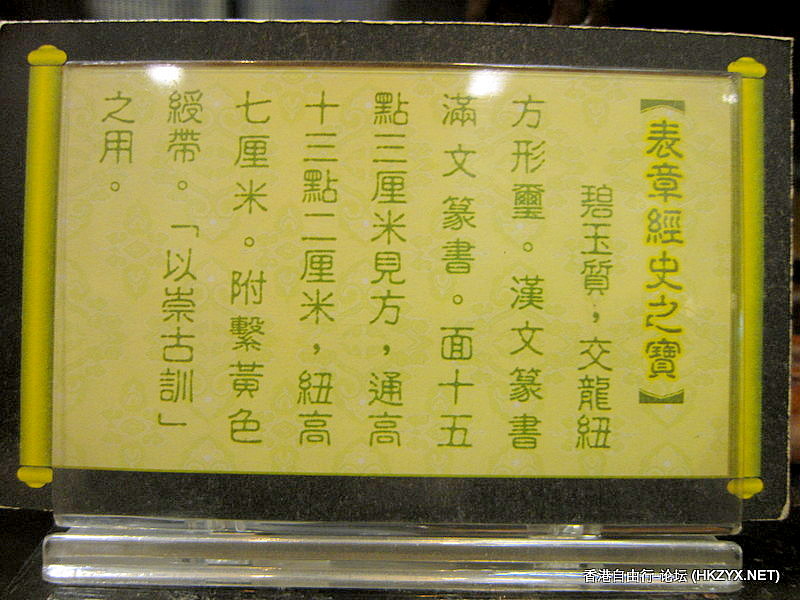 【表章經史之寶】
碧玉質，交龍紐
方形璽。漢文篆書
滿文篆書。面十五
點三厘米見方，通高
十三點二厘米，紐高
七厘米。附繫黃色
綬帶。「以崇古訓」
之用。
香港自由行-论坛 (HKZYX.NET)